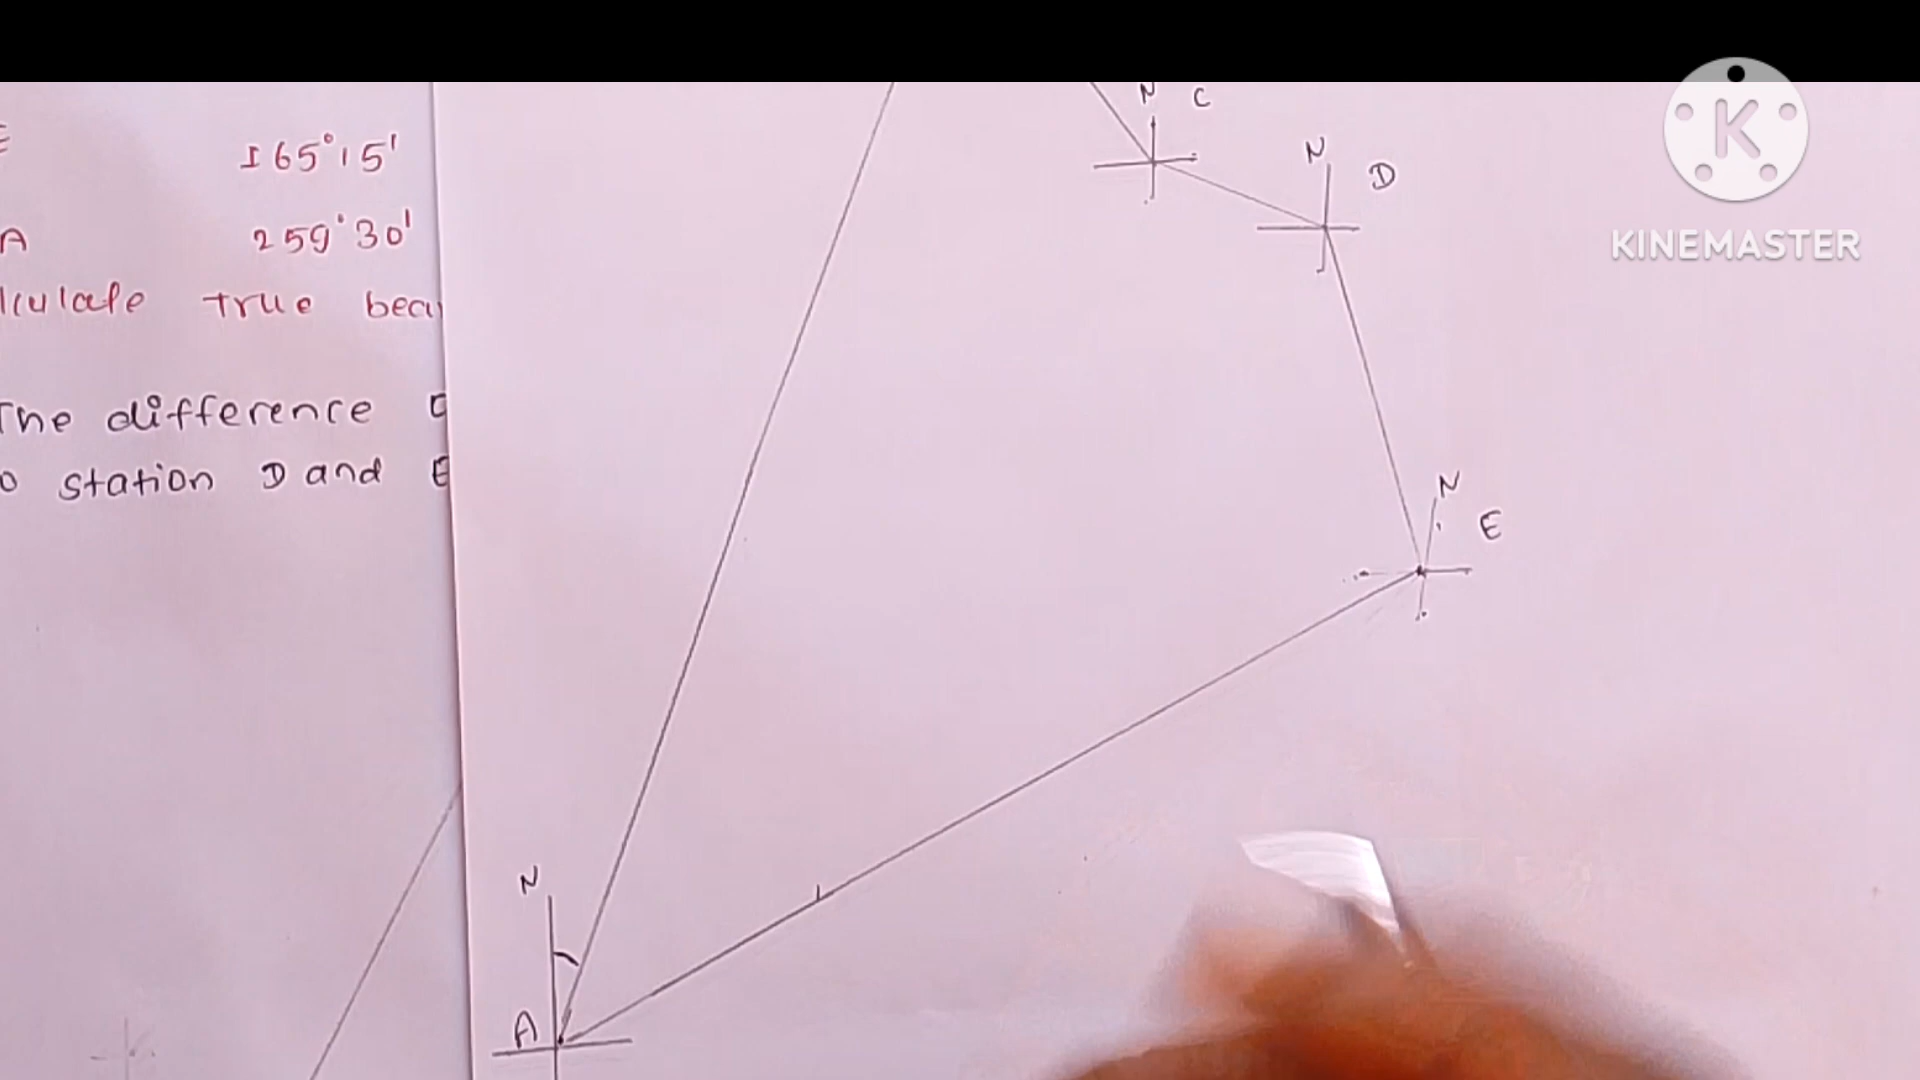 165°15'
A 259°30'
true
The difference
station D and E
N C
N D
N E
N
A
K
KINEMASTER